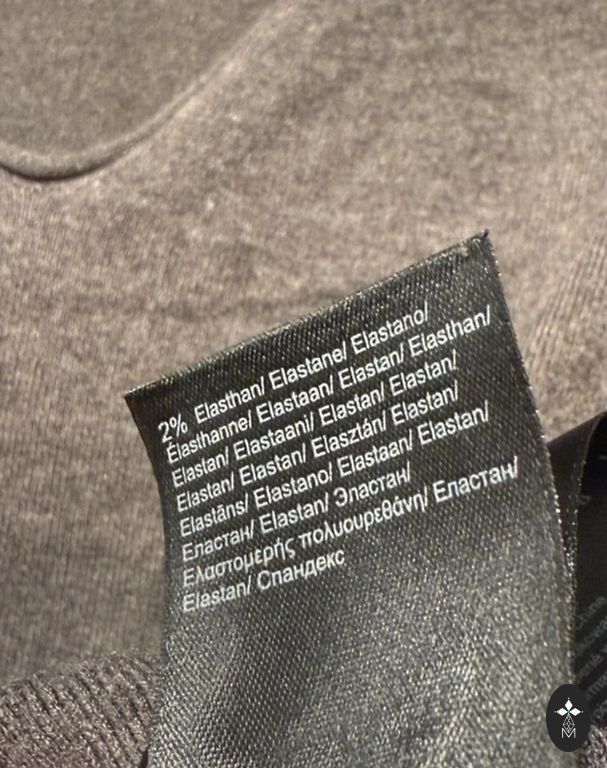 2% Elasthan/ Elastane/ Elastano/
Élasthanne/ Elastaan/ Elastan/ Elasthan/
Elastan/ Elastaani/ Elastan/ Elastan/
Elastan/ Elastan/ Elasztán/ Elastan/
Elastāns/ Elastano/ Elastaan/ Elastan/
Еластан/ Elastan/ Эластан/
Ελαστομερής πολυουρεθάνη/ Еластан/
Elastan/ Спандекс
M